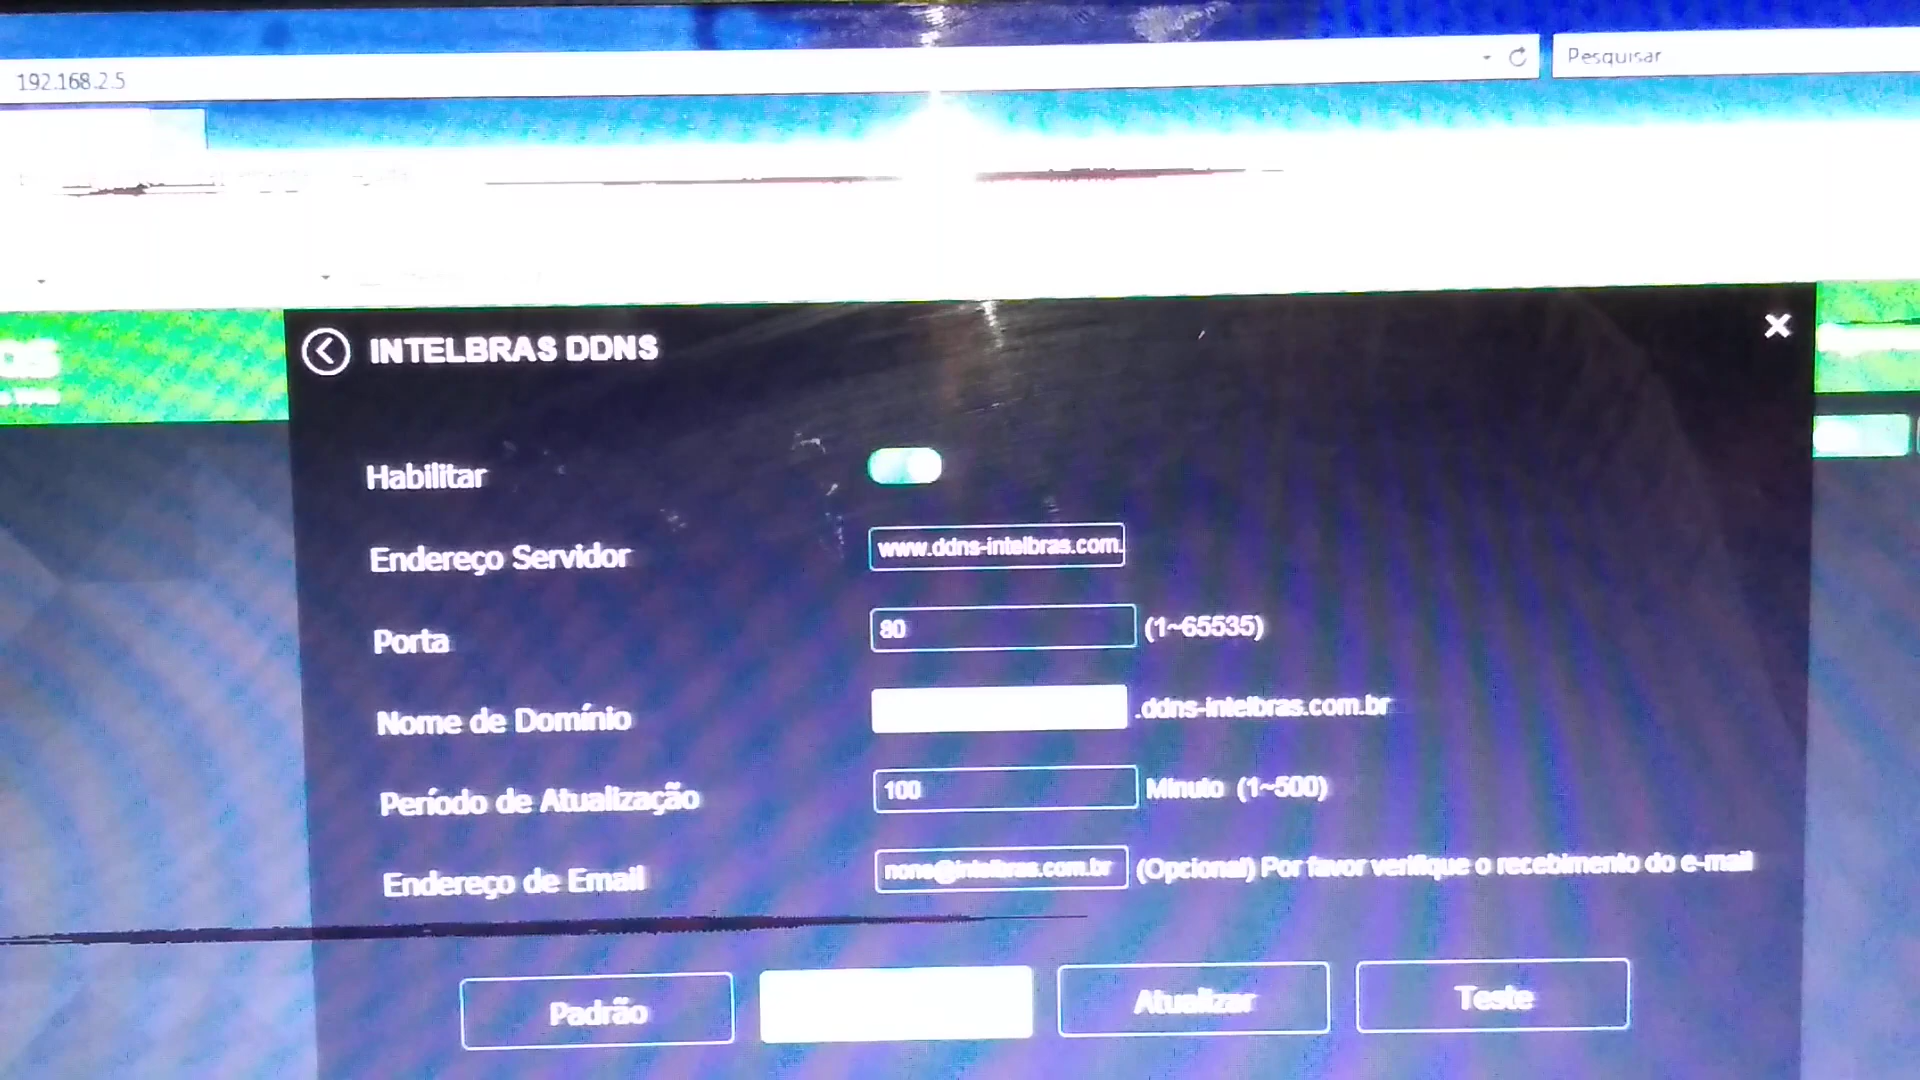 192.168.2.5
Pesquisar
INTELBRAS DDNS
Habilitar
Endereço Servidor www.ddns-intelbras.com.
Porta 80 (1~65535)
Nome de Domínio .ddns-intelbras.com.br
Período de Atualização 100 Minuto (1~500)
Endereço de Email none@intelbras.com.br (Opcional) Por favor verifique o recebimento do e-mail
Padrão Atualizar Teste